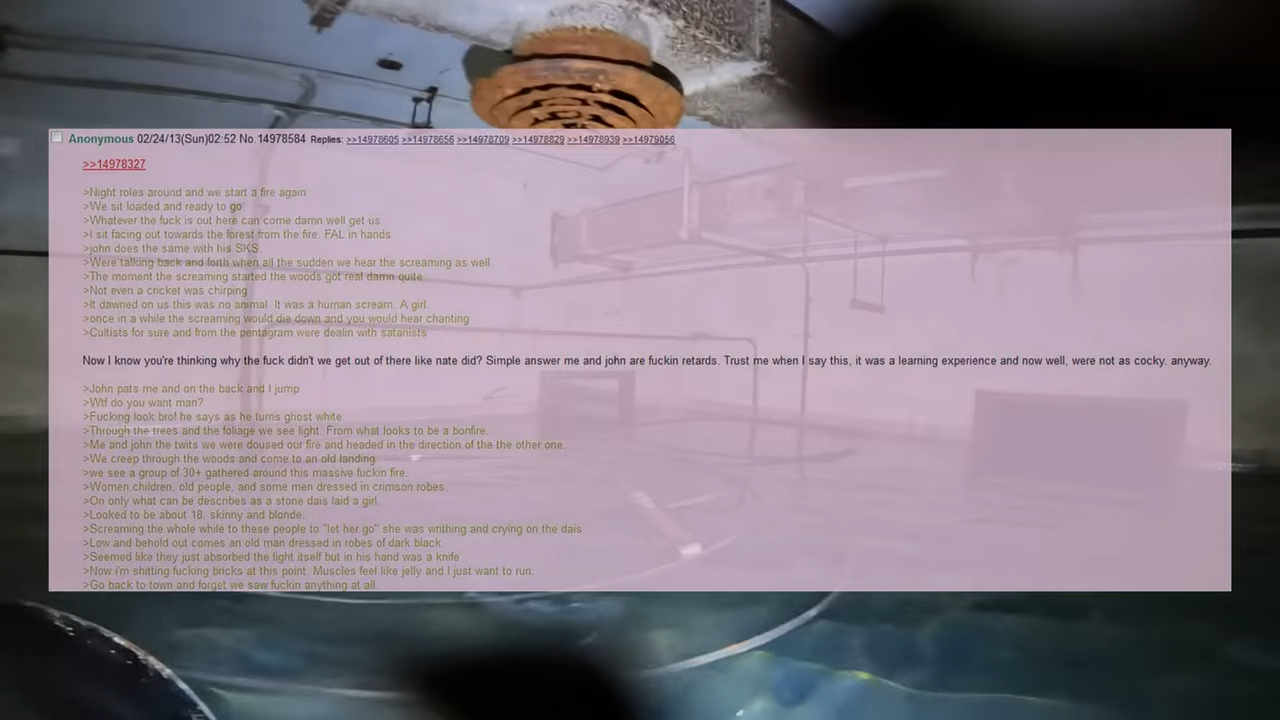 Anonymous 02/24/13(Sun)02:52 No.14978584 Replies: >>14978605 >>14978656 >>14978709 >>14978829 >>14978939 >>14979056
>>14978327
>Night roles around and we start a fire again
>We sit loaded and ready to go
>Whatever the fuck is out here can come damn well get us
>I sit facing out towards the forest from the fire. FAL in hands
>john does the same with his SKS.
>Were talking back and forth when all the sudden we hear the screaming as well
>The moment the screaming started the woods got real damn quite
>Not even a cricket was chirping
>It dawned on us this was no animal. It was a human scream. A girl.
>once in a while the screaming would die down and you would hear chanting
>Cultists for sure and from the pentagram were dealin with satanists
Now I know you're thinking why the fuck didn't we get out of there like nate did? Simple answer me and john are fuckin retards. Trust me when I say this, it was a learning experience and now well, were not as cocky. anyway.
>John pats me and on the back and I jump
>Wtf do you want man?
>Fucking look bro! he says as he turns ghost white
>Through the trees and the foliage we see light. From what looks to be a bonfire.
>Me and john the twits we were doused our fire and headed in the direction of the the other one.
>We creep through the woods and come to an old landing
>we see a group of 30+ gathered around this massive fuckin fire.
>Women,children, old people, and some men dressed in crimson robes.
>On only what can be describes as a stone dais laid a girl.
>Looked to be about 18, skinny and blonde.
>Screaming the whole while to these people to "let her go" she was writhing and crying on the dais
>Low and behold out comes an old man dressed in robes of dark black
>Seemed like they just absorbed the light itself but in his hand was a knife
>Now i'm shitting fucking bricks at this point. Muscles feel like jelly and I just want to run.
>Go back to town and forget we saw fuckin anything at all.